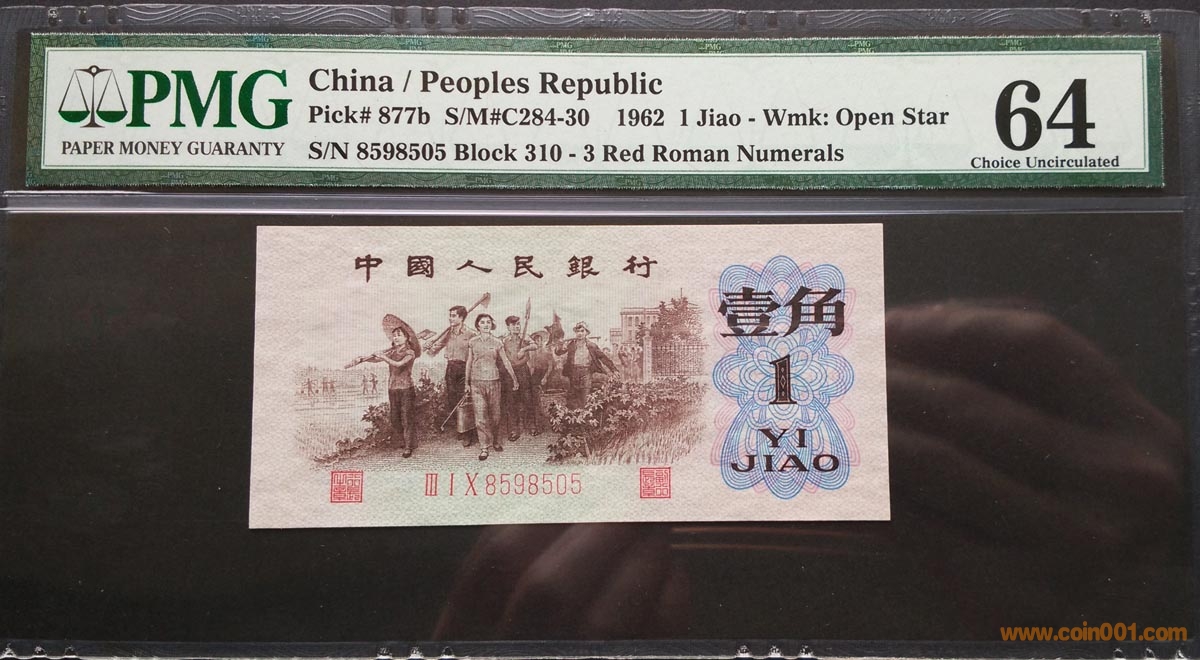 PMG
PAPER MONEY GUARANTY
China / Peoples Republic
Pick# 877b S/M#C284-30 1962 1 Jiao - Wmk: Open Star
S/N 8598505 Block 310 - 3 Red Roman Numerals
64
Choice Uncirculated
中國人民銀行
壹角
1
YI
JIAO
III I X 8598505
www.coin001.com